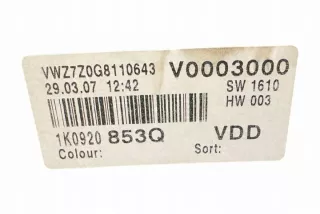 VWZ7Z0G8110643 V0003000
29.03.07 12:42 SW 1610
HW 003
1K0920 853Q VDD
Colour: Sort: